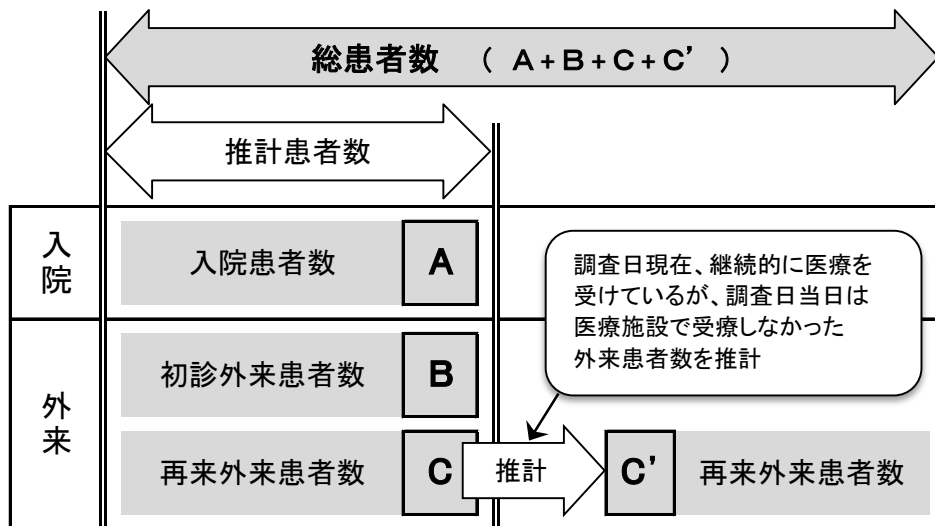 総患者数 ( A+B+C+C' )
推計患者数
入院
入院患者数 A
調査日現在、継続的に医療を
受けているが、調査日当日は
医療施設で受療しなかった
外来患者数を推計
外来
初診外来患者数 B
再来外来患者数 C 推計 C' 再来外来患者数